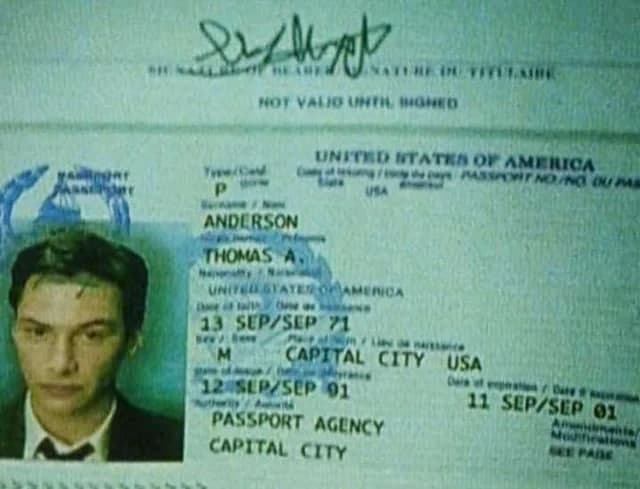 SIGNATURE OF BEARER / SIGNATURE DU TITULAIRE
NOT VALID UNTIL SIGNED
UNITED STATES OF AMERICA
PASSPORT
PASSEPORT
Type / Caté-
gorie
Code of issuing / code du pays
State
PASSPORT NO./NO. DU PAS
P
USA
Surname / Nom
ANDERSON
Prénoms
THOMAS A.
Nationality / Nationalité
UNITED STATES OF AMERICA
Date of birth / Date de naissance
13 SEP/SEP 71
Sex / Sexe
Place of birth / Lieu de naissance
M
CAPITAL CITY USA
Date of issue / Date de délivrance
Date of expiration / Date d'expiration
12 SEP/SEP 91
11 SEP/SEP 01
Authority / Autorité
Amendments/
Modifications
PASSPORT AGENCY
SEE PAGE
CAPITAL CITY